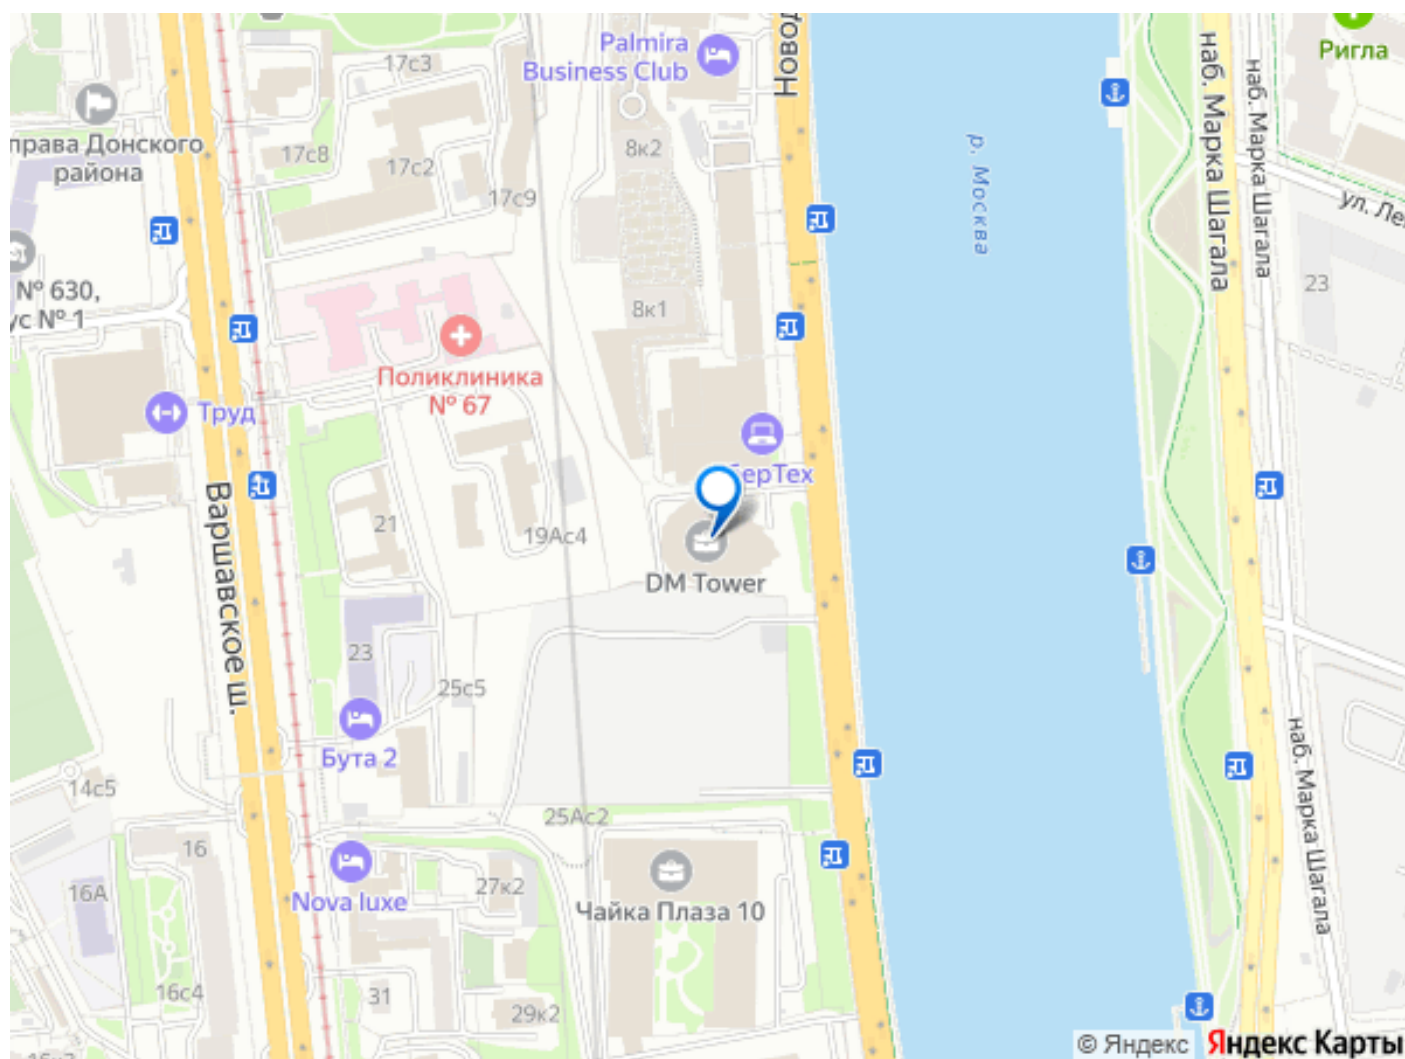 Palmira
Business Club
17с3
Новод
наб. Марка Шагала
наб. Марка Шагала
Ригла
права Донского
района
17с8
17с2
8к2
17с9
р. Москва
ул. Ле
№ 630,
ус № 1
8к1
23
Поликлиника
№ 67
Труд
СерТех
Варшавское ш.
21
19Ас4
DM Tower
23
25с5
Бута 2
14с5
25Ас2
наб. Марка Шагала
16
16А
Nova luxe
27к2
Чайка Плаза 10
16с4
31
29к2
© Яндекс
Яндекс Карты